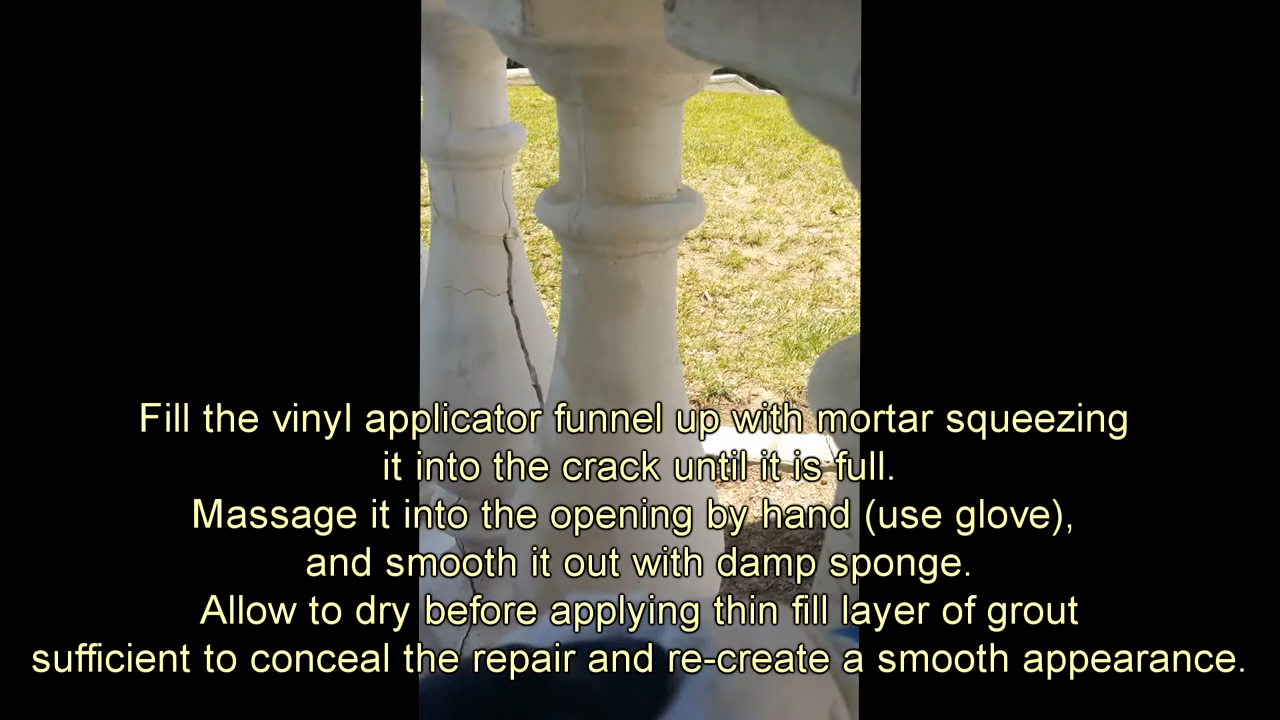 Fill the vinyl applicator funnel up with mortar squeezing
it into the crack until it is full.
Massage it into the opening by hand (use glove),
and smooth it out with damp sponge.
Allow to dry before applying thin fill layer of grout
sufficient to conceal the repair and re-create a smooth appearance.